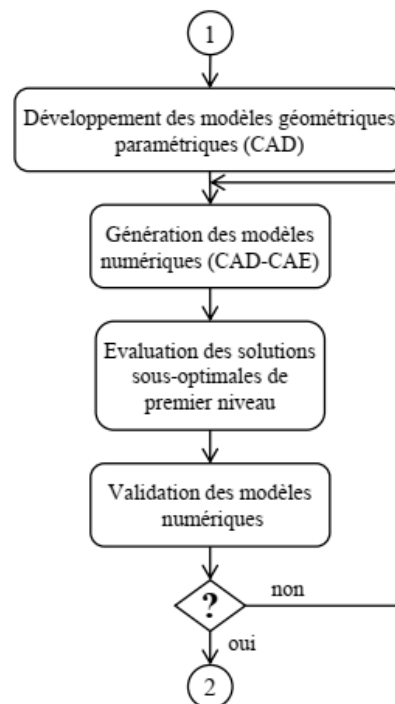 1
Développement des modèles géométriques
paramétriques (CAD)
Génération des modèles
numériques (CAD-CAE)
Evaluation des solutions
sous-optimales de
premier niveau
Validation des modèles
numériques
?
non
oui
2